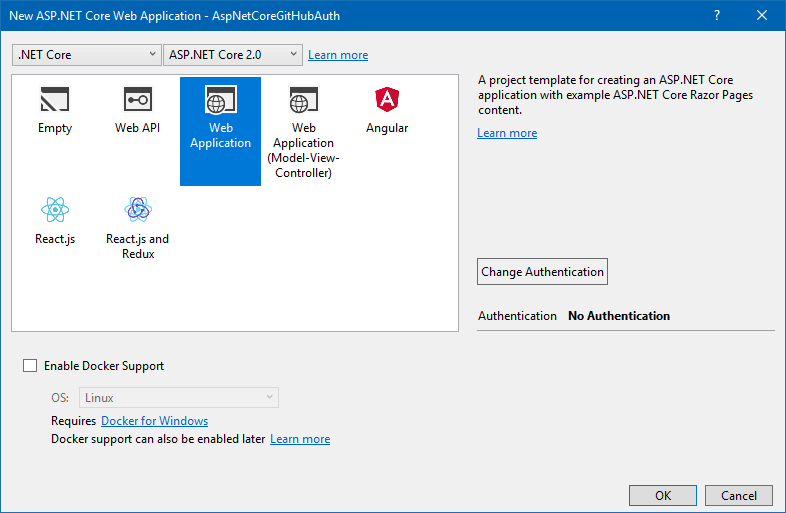 New ASP.NET Core Web Application - AspNetCoreGitHubAuth
?
.NET Core
ASP.NET Core 2.0
Learn more
Empty
Web API
Web
Application
Web
Application
(Model-View-
Controller)
Angular
React.js
React.js and
Redux
A project template for creating an ASP.NET Core
application with example ASP.NET Core Razor Pages
content.
Learn more
Change Authentication
Authentication No Authentication
Enable Docker Support
OS: Linux
Requires Docker for Windows
Docker support can also be enabled later Learn more
OK
Cancel